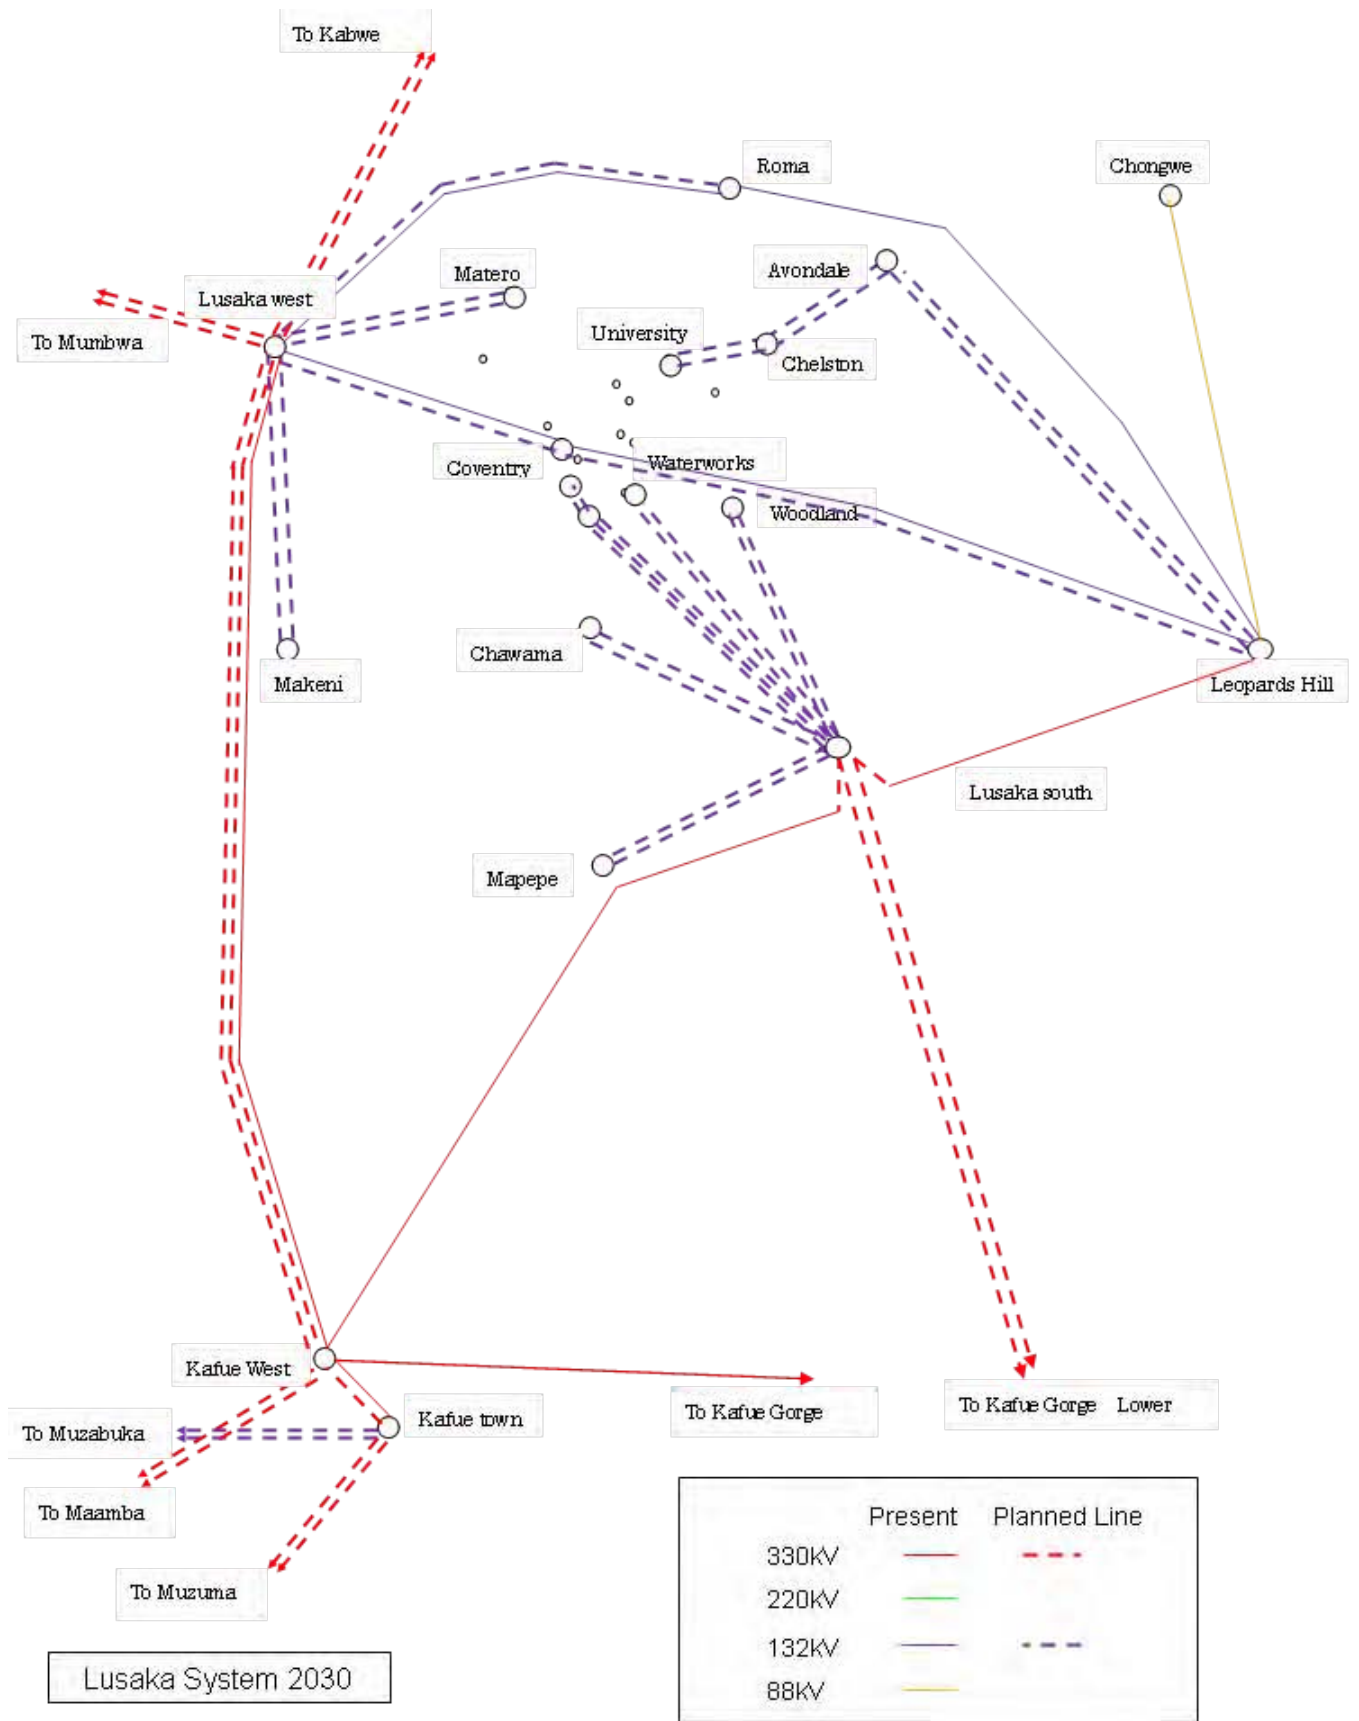 To Kabwe
Roma
Chongwe
Matero
Avondale
Lusaka west
University
To Mumbwa
Chelston
Coventry
Waterworks
Woodland
Chawama
Makeni
Leopards Hill
Lusaka south
Mapepe
Kafue West
To Kafue Gorge
To Kafue Gorge Lower
Kafue town
To Muzabuka
To Maamba
To Muzuma
Present Planned Line
330kV
220kV
132kV
88kV
Lusaka System 2030